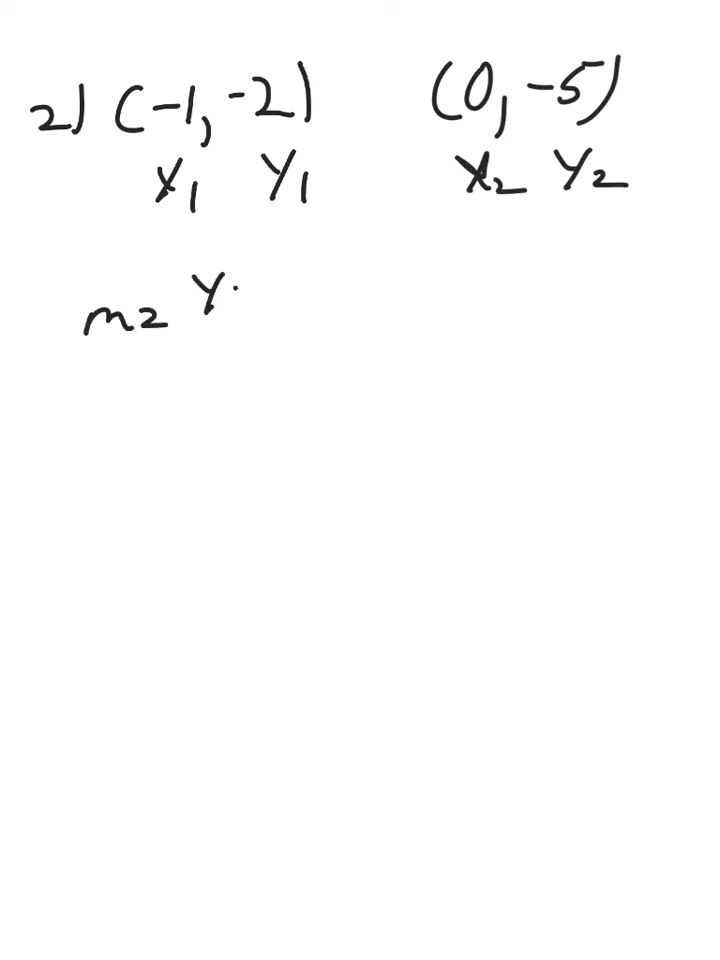 2) (-1, -2) (0, -5)
x1 y1 x2 y2
m= y